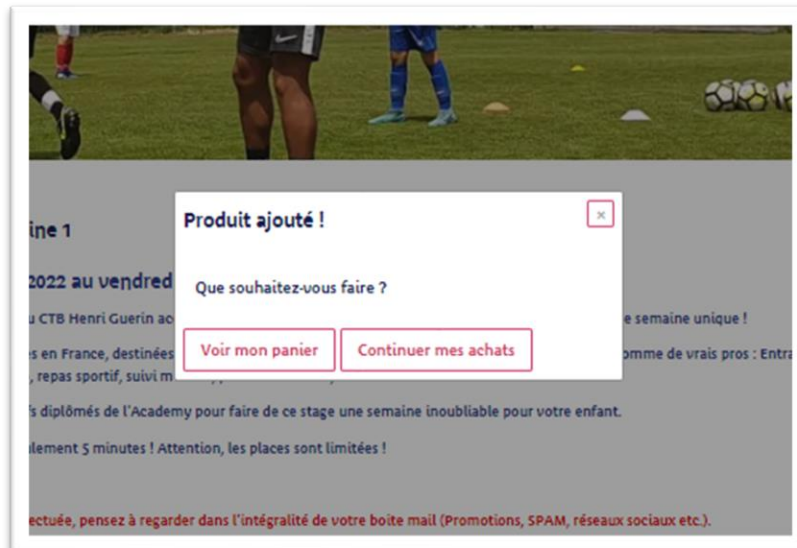 ine 1
Produit ajouté !
×
2022 au vendred
Que souhaitez-vous faire ?
u CTB Henri Guerin ac
e semaine unique !
es en France, destinées
Voir mon panier
Continuer mes achats
omme de vrais pros : Entra
, repas sportif, suivi m
fs diplômés de l'Academy pour faire de ce stage une semaine inoubliable pour votre enfant.
ulement 5 minutes ! Attention, les places sont limitées !
ectuée, pensez à regarder dans l'intégralité de votre boite mail (Promotions, SPAM, réseaux sociaux etc.).